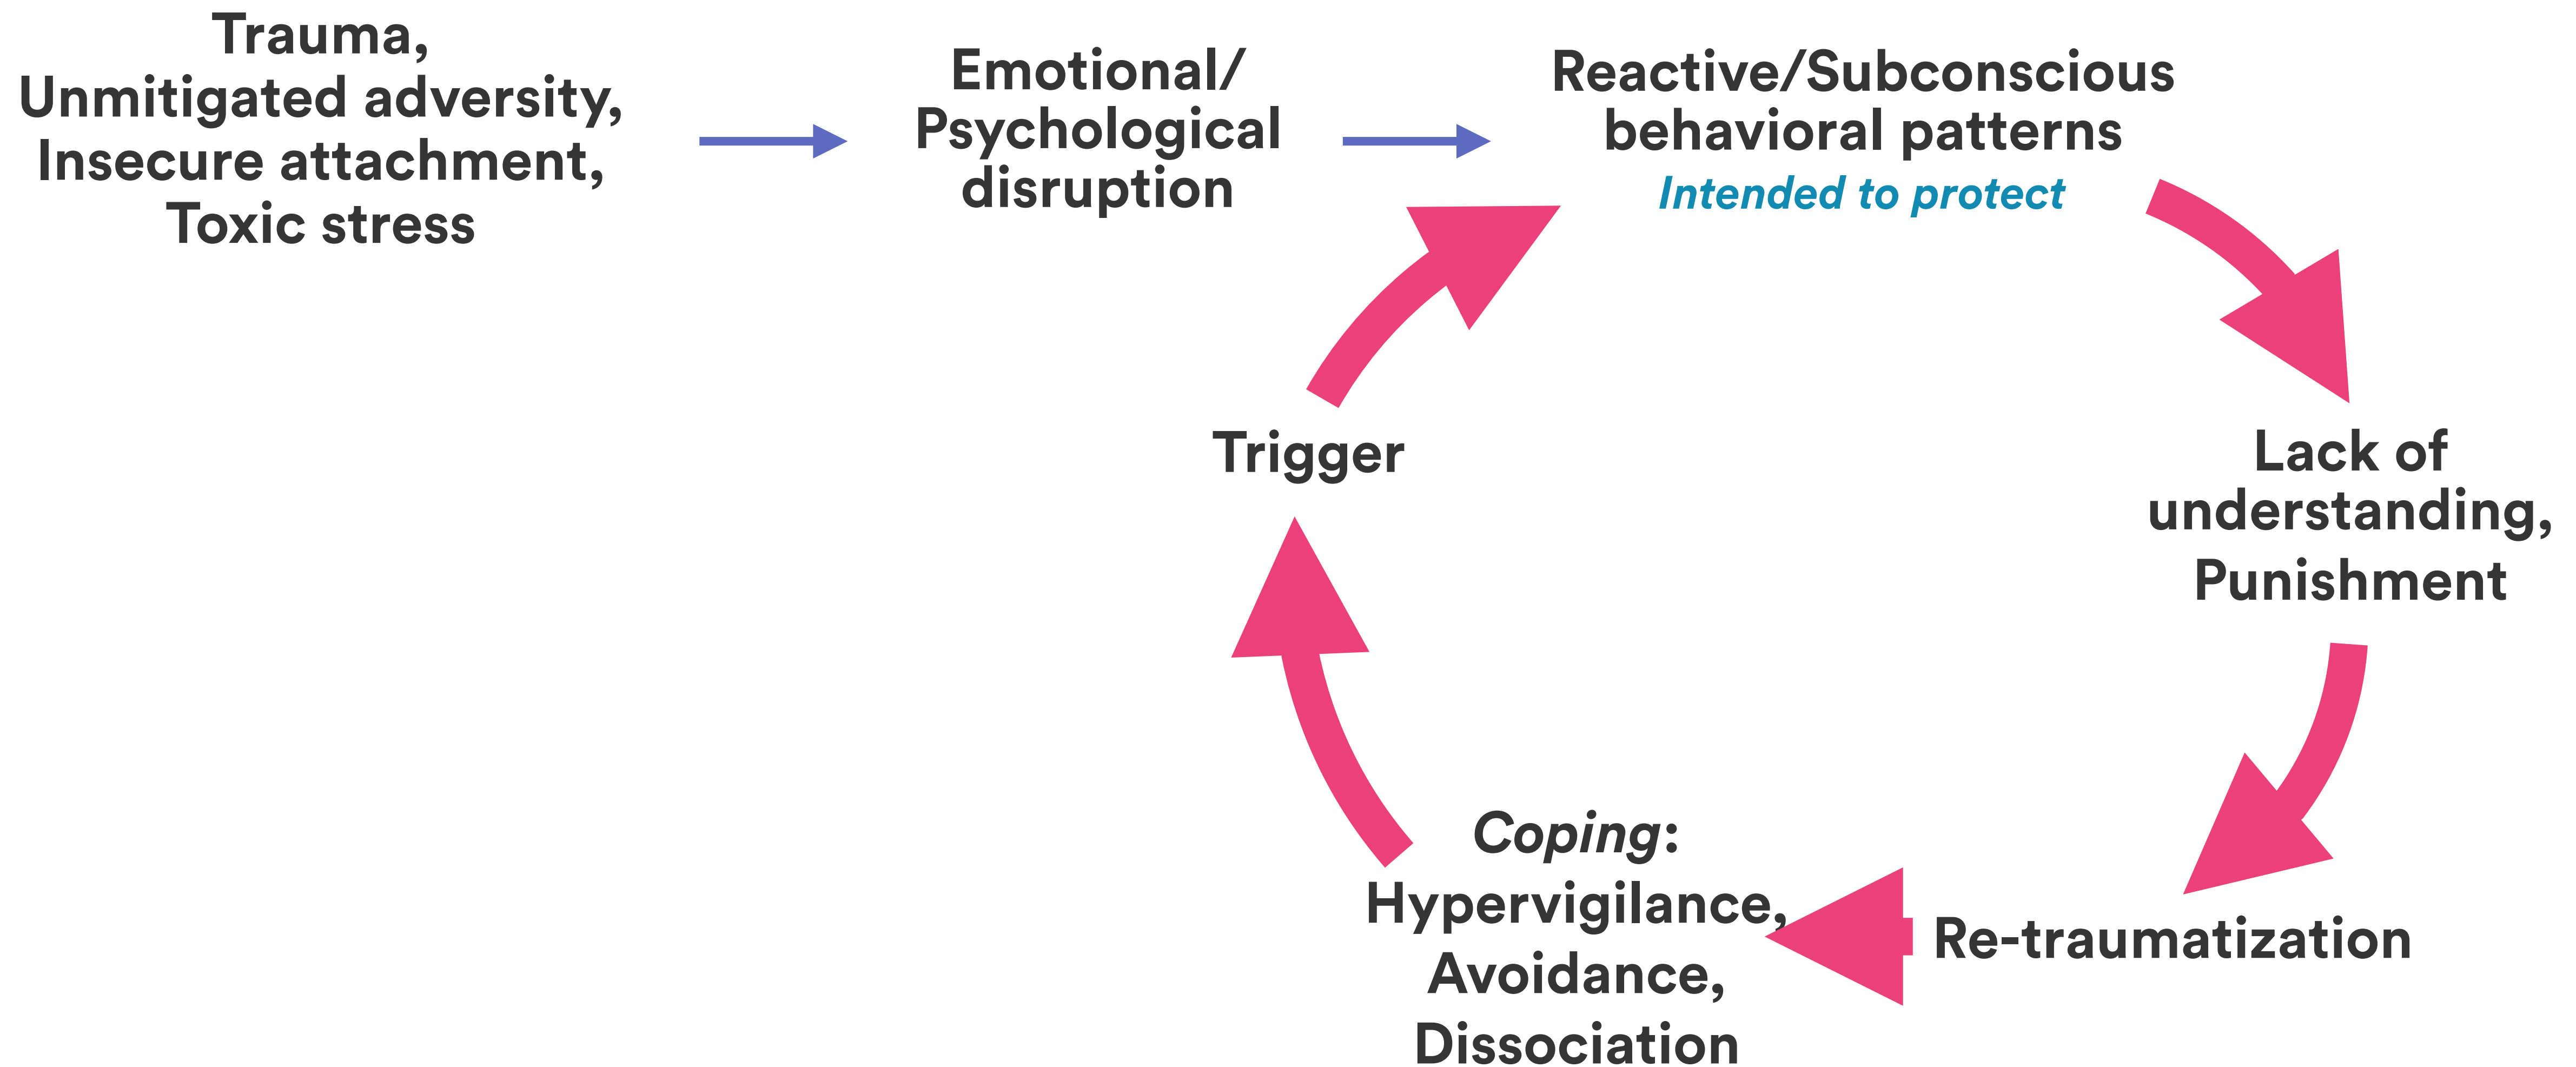 Trauma,
Unmitigated adversity,
Insecure attachment,
Toxic stress
Emotional/
Psychological
disruption
Reactive/Subconscious
behavioral patterns
Intended to protect
Lack of
understanding,
Punishment
Re-traumatization
Coping:
Hypervigilance,
Avoidance,
Dissociation
Trigger